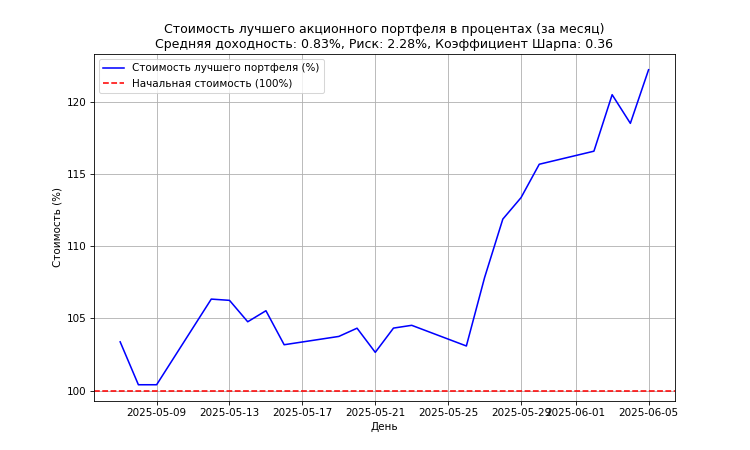 Стоимость лучшего акционного портфеля в процентах (за месяц)
Средняя доходность: 0.83%, Риск: 2.28%, Коэффициент Шарпа: 0.36
Стоимость лучшего портфеля (%)
Начальная стоимость (100%)
Стоимость (%)
120
115
110
105
100
2025-05-09 2025-05-13 2025-05-17 2025-05-21 2025-05-25 2025-05-29 2025-06-01 2025-06-05
День